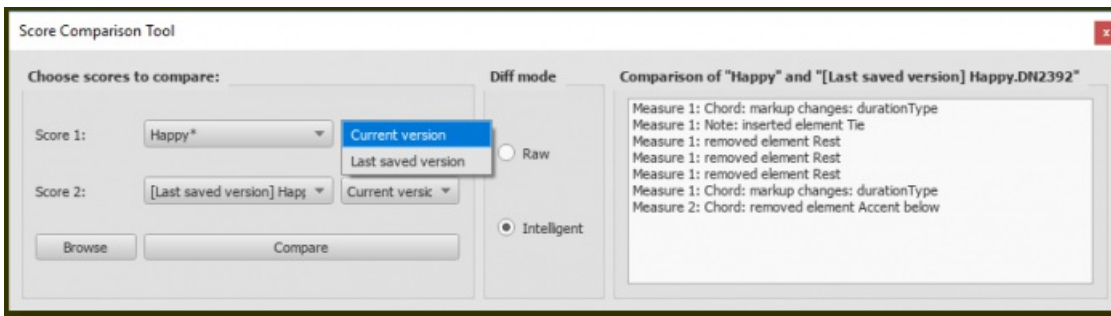 Score Comparison Tool
x
Choose scores to compare:
Score 1:
Happy*
Current version
Last saved version
Score 2:
[Last saved version] Happ
Current versic
Browse
Compare
Diff mode
Raw
Intelligent
Comparison of "Happy" and "[Last saved version] Happy.DN2392"
Measure 1: Chord: markup changes: durationType
Measure 1: Note: inserted element Tie
Measure 1: removed element Rest
Measure 1: removed element Rest
Measure 1: removed element Rest
Measure 1: Chord: markup changes: durationType
Measure 2: Chord: removed element Accent below